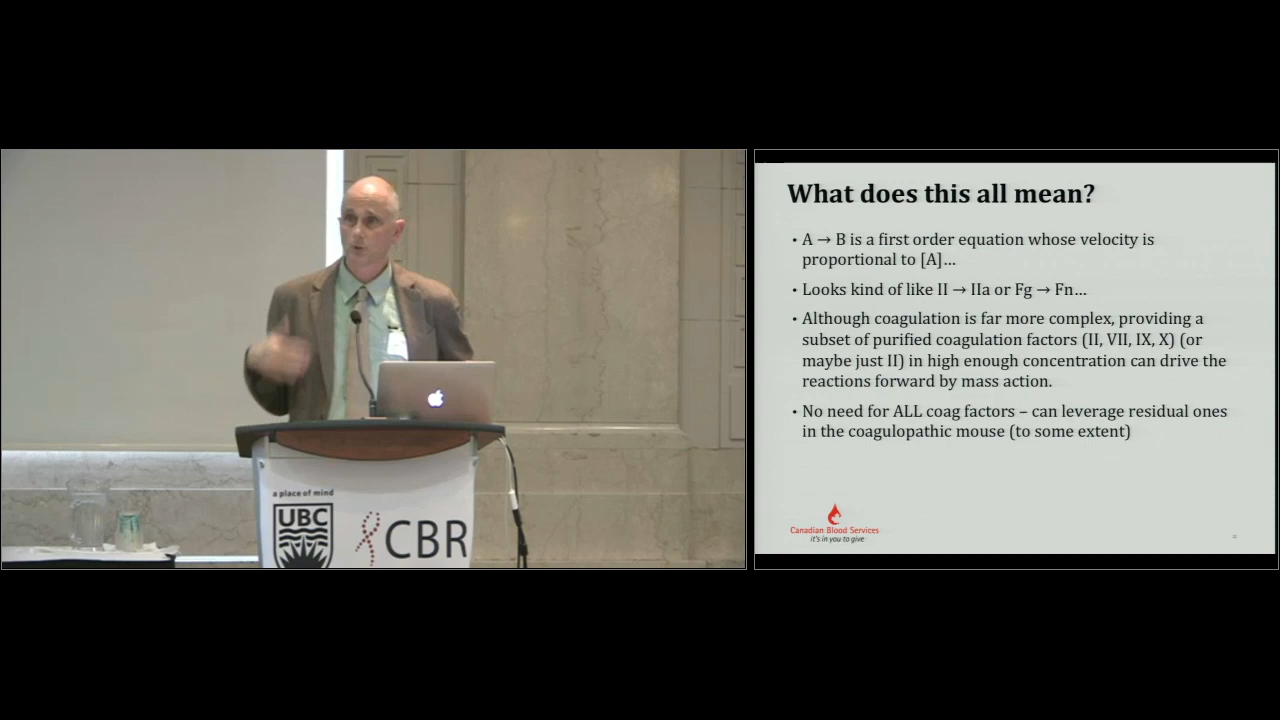 a place of mind
UBC
CBR
What does this all mean?
• A → B is a first order equation whose velocity is
proportional to [A]…
• Looks kind of like II → IIa or Fg → Fn…
• Although coagulation is far more complex, providing a
subset of purified coagulation factors (II, VII, IX, X) (or
maybe just II) in high enough concentration can drive the
reactions forward by mass action.
• No need for ALL coag factors – can leverage residual ones
in the coagulopathic mouse (to some extent)
Canadian Blood Services
it's in you to give